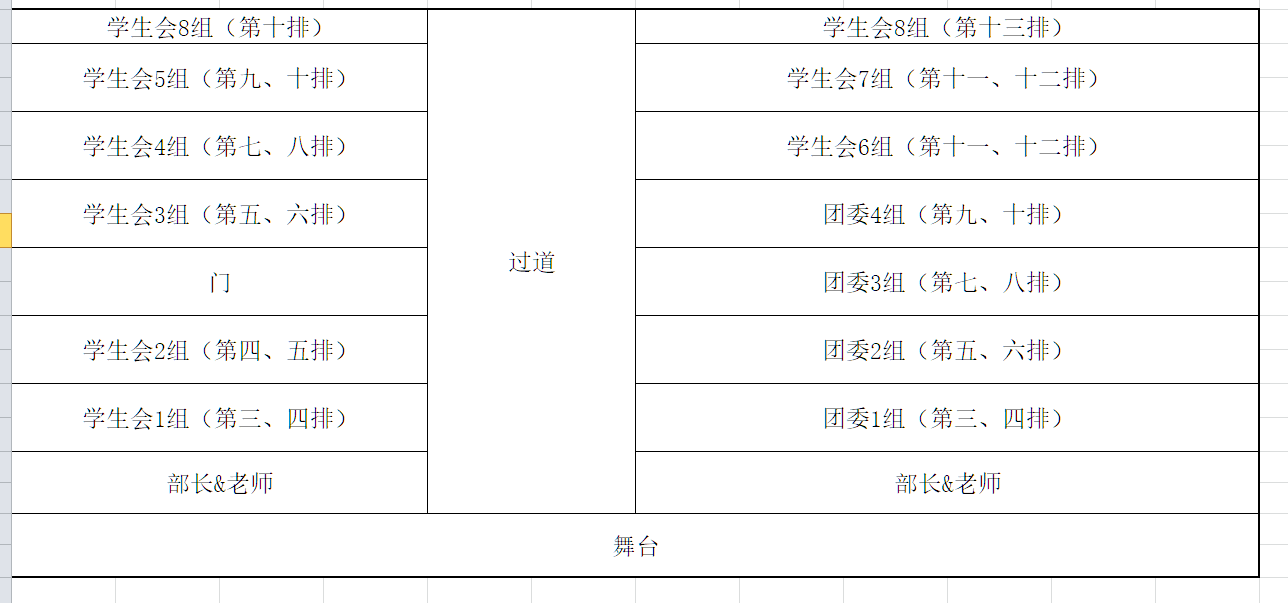 学生会8组（第十排）
学生会8组（第十三排）
学生会5组（第九、十排）
学生会7组（第十一、十二排）
学生会4组（第七、八排）
学生会6组（第十一、十二排）
学生会3组（第五、六排）
团委4组（第九、十排）
过道
门
团委3组（第七、八排）
学生会2组（第四、五排）
团委2组（第五、六排）
学生会1组（第三、四排）
团委1组（第三、四排）
部长&老师
部长&老师
舞台